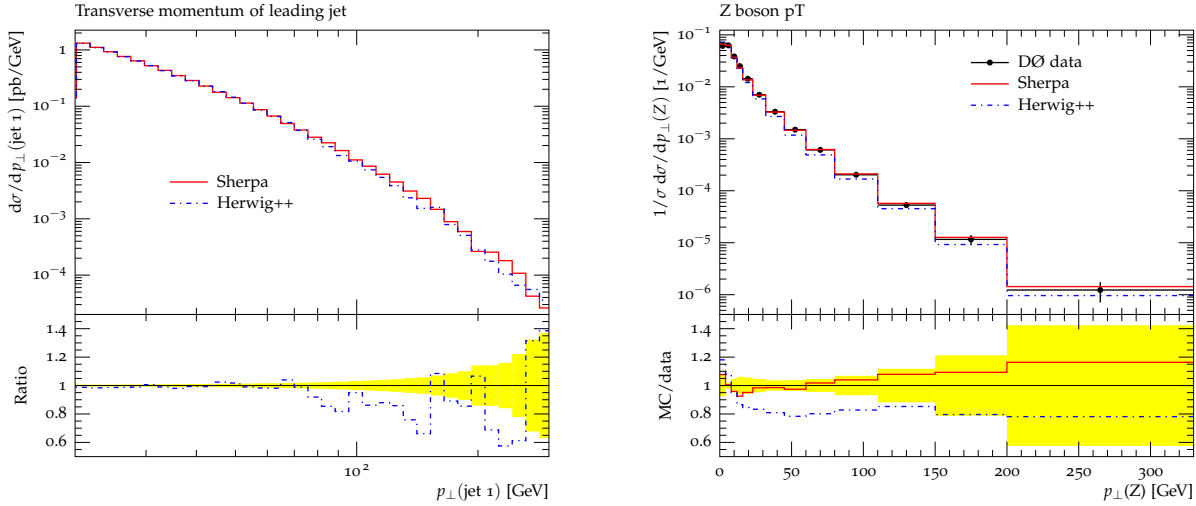 Transverse momentum of leading jet
dσ/dp⊥(jet 1) [pb/GeV]
1
10⁻¹
10⁻²
10⁻³
10⁻⁴
Sherpa
Herwig++
Ratio
1.4
1.2
1
0.8
0.6
10²
p⊥(jet 1) [GeV]
Z boson pT
1/σ dσ/dp⊥(Z) [1/GeV]
10⁻¹
10⁻²
10⁻³
10⁻⁴
10⁻⁵
10⁻⁶
DØ data
Sherpa
Herwig++
MC/data
1.4
1.2
1
0.8
0.6
0 50 100 150 200 250 300
p⊥(Z) [GeV]